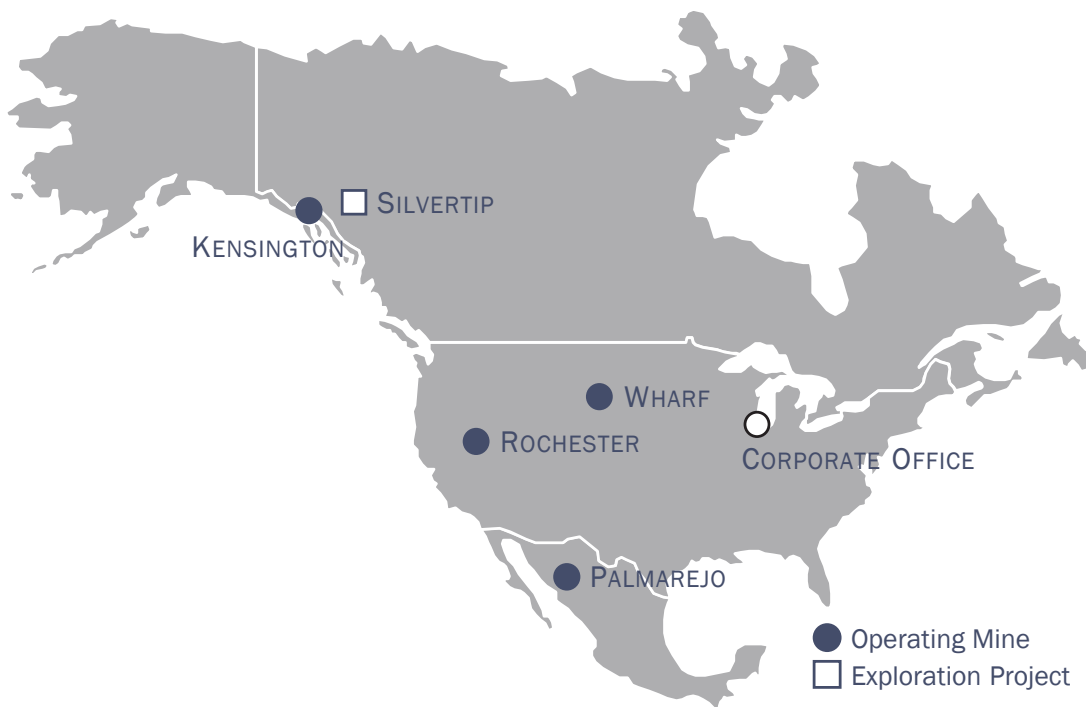 SILVERTIP
KENSINGTON
WHARF
ROCHESTER
CORPORATE OFFICE
PALMAREJO
Operating Mine
Exploration Project